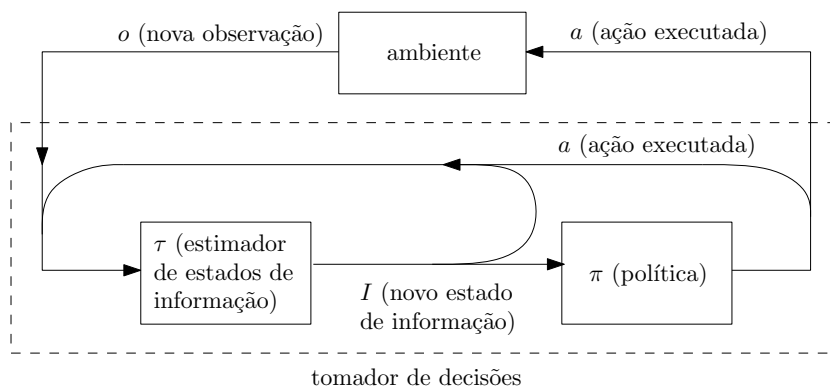 o (nova observação)
ambiente
a (ação executada)
a (ação executada)
τ (estimador
de estados de
informação)
I (novo estado
de informação)
π (política)
tomador de decisões